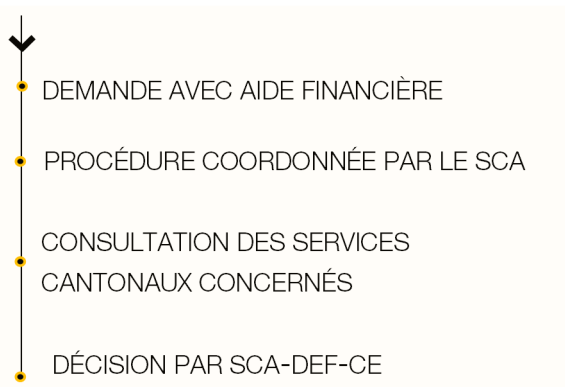 DEMANDE AVEC AIDE FINANCIÈRE
PROCÉDURE COORDONNÉE PAR LE SCA
CONSULTATION DES SERVICES
CANTONAUX CONCERNÉS
DÉCISION PAR SCA-DEF-CE